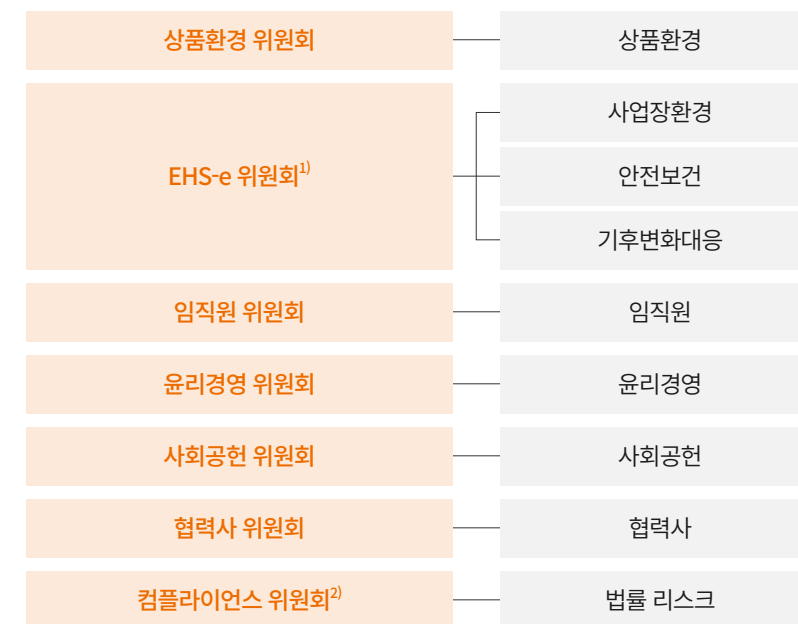 상품환경 위원회
상품환경
EHS-e 위원회1)
사업장환경
안전보건
기후변화대응
임직원 위원회
임직원
윤리경영 위원회
윤리경영
사회공헌 위원회
사회공헌
협력사 위원회
협력사
컴플라이언스 위원회2)
법률 리스크